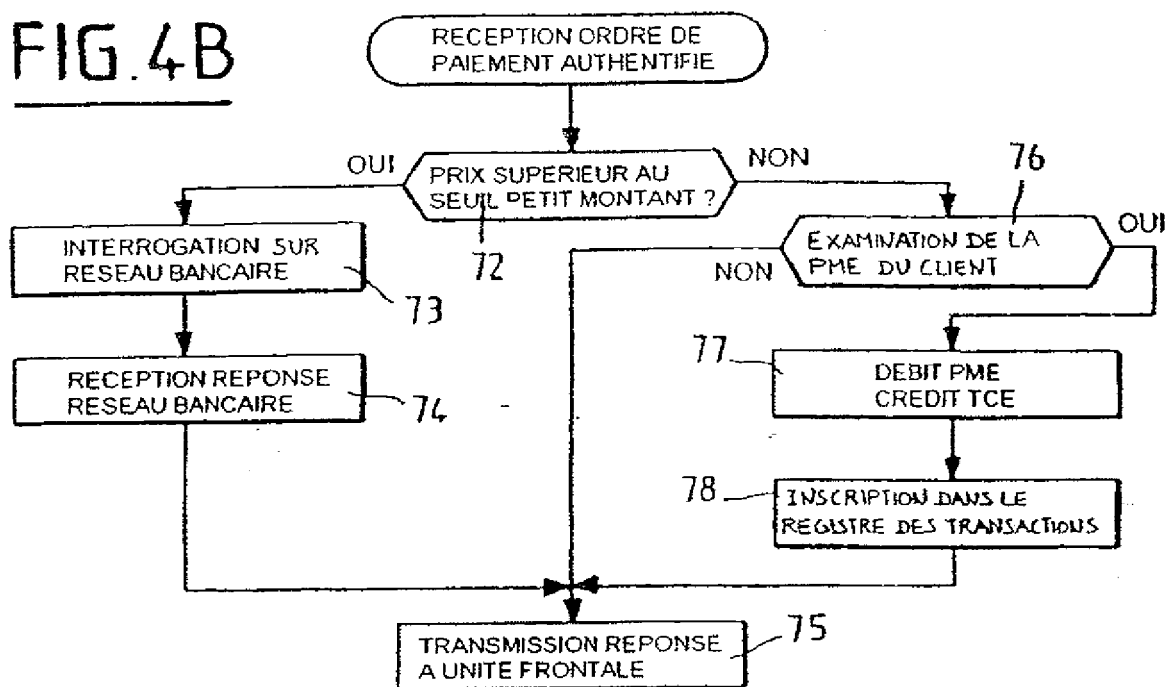 FIG.4B
RECEPTION ORDRE DE
PAIEMENT AUTHENTIFIE
OUI
PRIX SUPERIEUR AU
SEUIL PETIT MONTANT ?
NON
72
76
INTERROGATION SUR
RESEAU BANCAIRE
73
EXAMINATION DE LA
PME DU CLIENT
OUI
NON
RECEPTION REPONSE
RESEAU BANCAIRE
74
77
DEBIT PME
CREDIT TCE
78
INSCRIPTION DANS LE
REGISTRE DES TRANSACTIONS
TRANSMISSION REPONSE
A UNITE FRONTALE
75